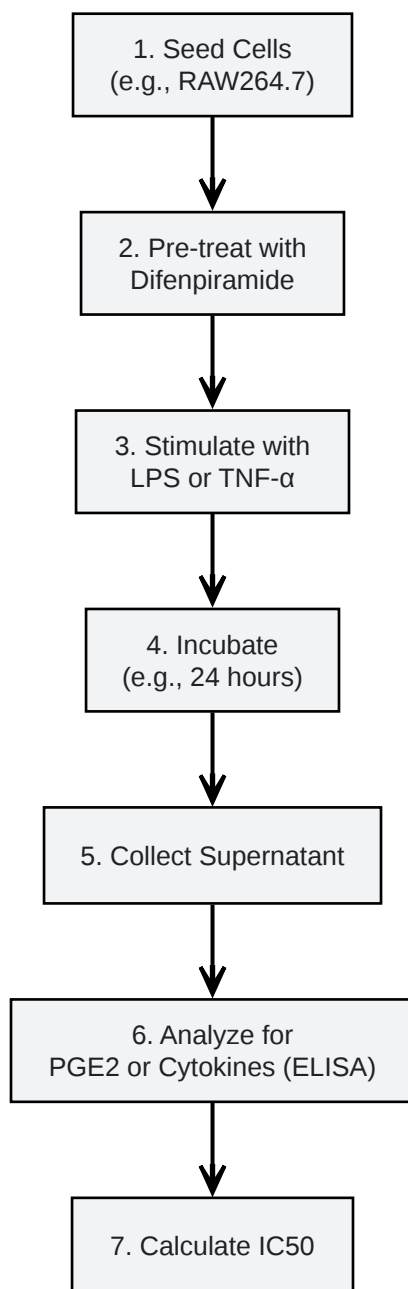 1. Seed Cells
(e.g., RAW264.7)
2. Pre-treat with
Difenpiramide
3. Stimulate with
LPS or TNF-α
4. Incubate
(e.g., 24 hours)
5. Collect Supernatant
6. Analyze for
PGE2 or Cytokines (ELISA)
7. Calculate IC50